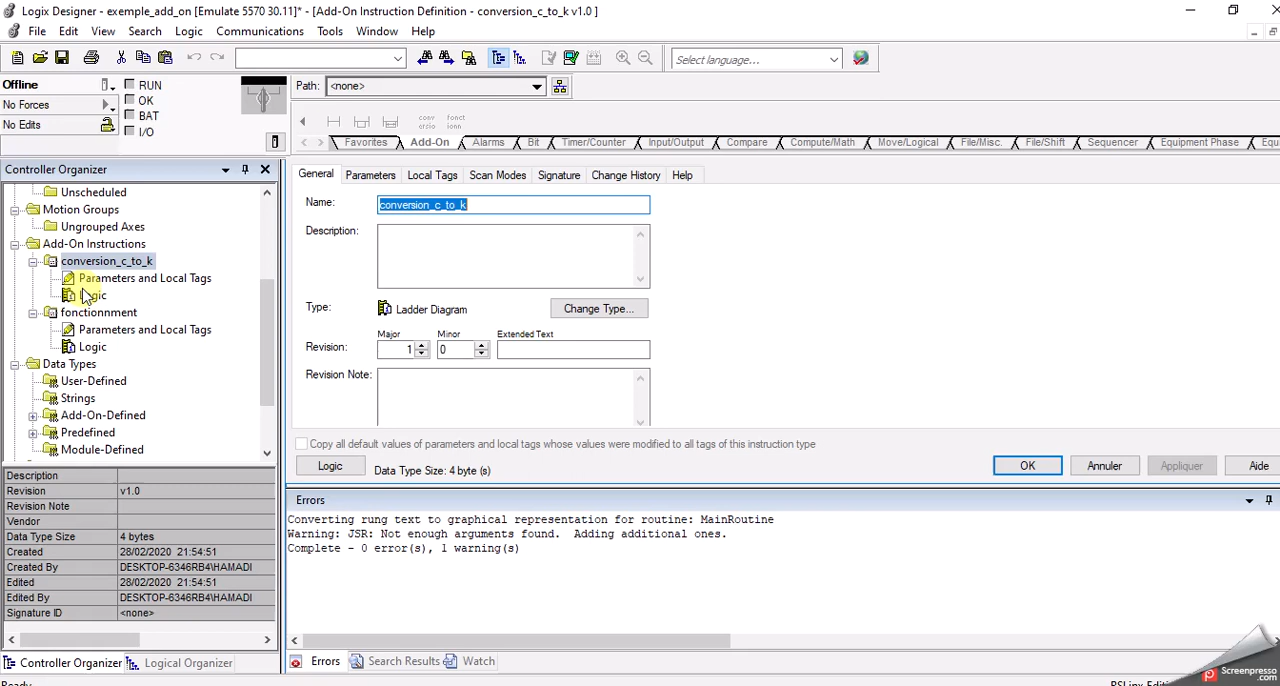 Logix Designer - exemple_add_on [Emulate 5570 30.11]* - [Add-On Instruction Definition - conversion_c_to_k v1.0 ]
File Edit View Search Logic Communications Tools Window Help
Select language...
Offline
RUN
No Forces
OK
No Edits
BAT
I/O
Path: <none>
Favorites Add-On Alarms Bit Timer/Counter Input/Output Compare Compute/Math Move/Logical File/Misc. File/Shift Sequencer Equipment Phase
Controller Organizer
Unscheduled
Motion Groups
Ungrouped Axes
Add-On Instructions
conversion_c_to_k
Parameters and Local Tags
Logic
fonctionnment
Parameters and Local Tags
Logic
Data Types
User-Defined
Strings
Add-On-Defined
Predefined
Module-Defined
Description
Revision v1.0
Revision Note
Vendor
Data Type Size 4 bytes
Created 28/02/2020 21:54:51
Created By DESKTOP-6346RB4\HAMADI
Edited 28/02/2020 21:54:51
Edited By DESKTOP-6346RB4\HAMADI
Signature ID <none>
Controller Organizer Logical Organizer
General Parameters Local Tags Scan Modes Signature Change History Help
Name: conversion_c_to_k
Description:
Type: Ladder Diagram Change Type...
Major Minor Extended Text
Revision: 1 0
Revision Note:
Copy all default values of parameters and local tags whose values were modified to all tags of this instruction type
Logic Data Type Size: 4 byte (s) OK Annuler Appliquer Aide
Errors
Converting rung text to graphical representation for routine: MainRoutine
Warning: JSR: Not enough arguments found. Adding additional ones.
Complete - 0 error(s), 1 warning(s)
Errors Search Results Watch
Screenpresso
.com